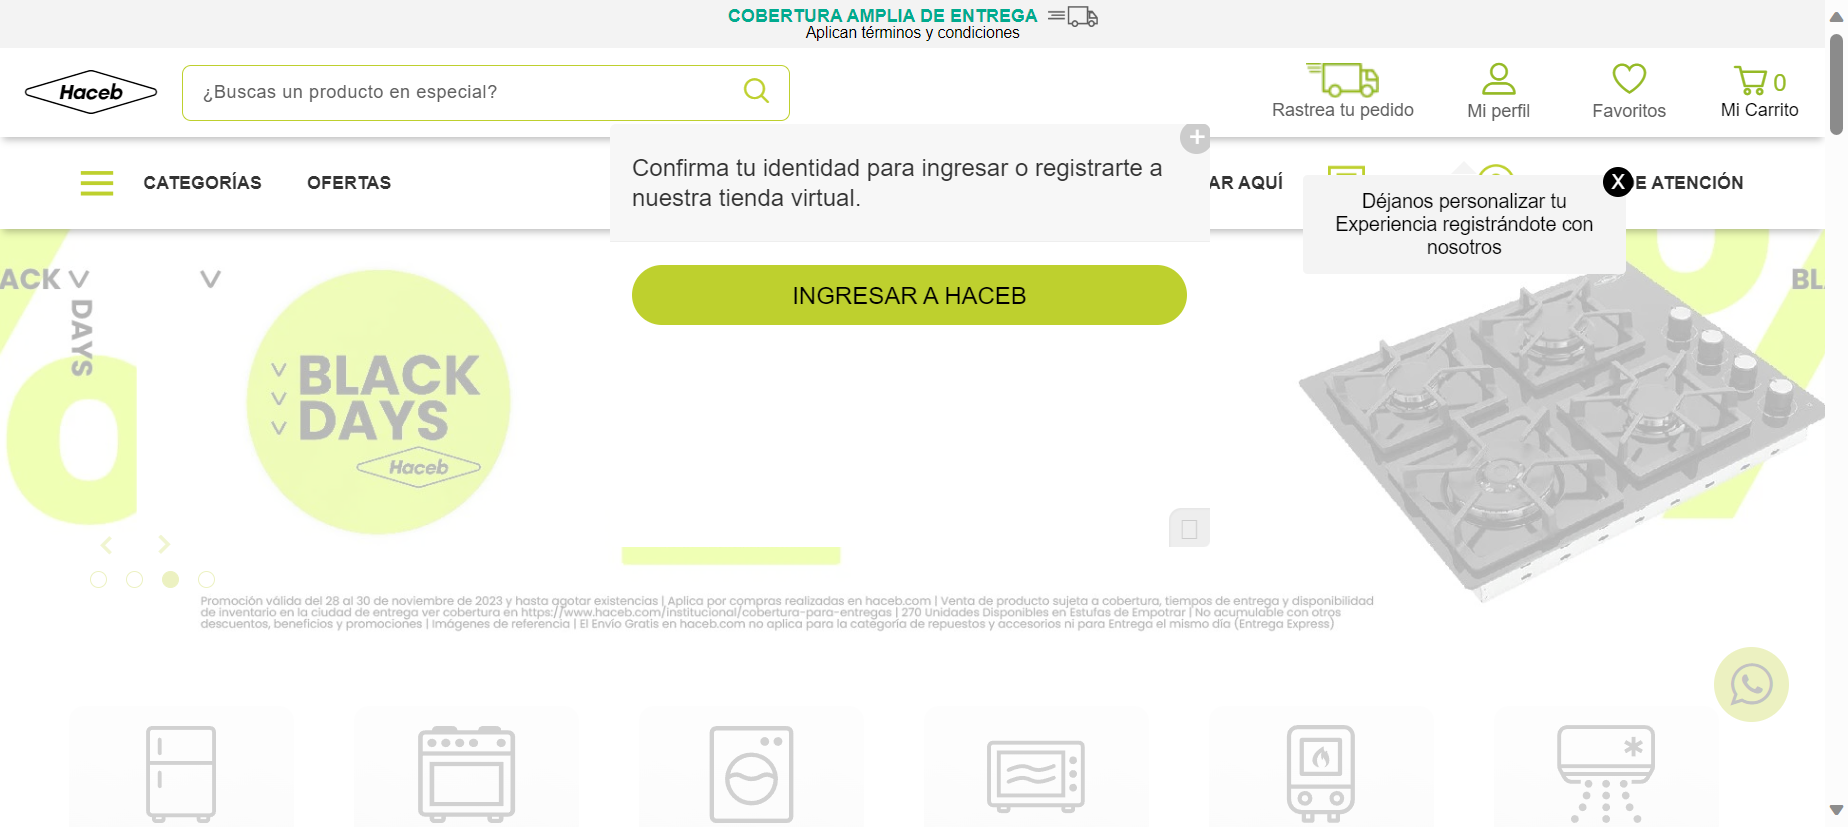 COBERTURA AMPLIA DE ENTREGA
Aplican términos y condiciones
Haceb
¿Buscas un producto en especial?
Rastrea tu pedido
Mi perfil
Favoritos
0
Mi Carrito
CATEGORÍAS
OFERTAS
Confirma tu identidad para ingresar o registrarte a
nuestra tienda virtual.
INGRESAR A HACEB
AR AQUÍ
E ATENCIÓN
X
Déjanos personalizar tu
Experiencia registrándote con
nosotros
ACK
DAYS
BLACK
DAYS
Haceb
BL
Promoción válida del 28 al 30 de noviembre de 2023 y hasta agotar existencias | Aplica por compras realizadas en haceb.com | Venta de producto sujeta a cobertura, tiempos de entrega y disponibilidad
de inventario en la ciudad de entrega ver cobertura en https://www.haceb.com/institucional/cobertura-para-entregas | 270 Unidades Disponibles en Estufas de Empotrar | No acumulable con otros
descuentos, beneficios y promociones | Imágenes de referencia | El Envío Gratis en haceb.com no aplica para la categoría de repuestos y accesorios ni para Entrega el mismo día (Entrega Express)